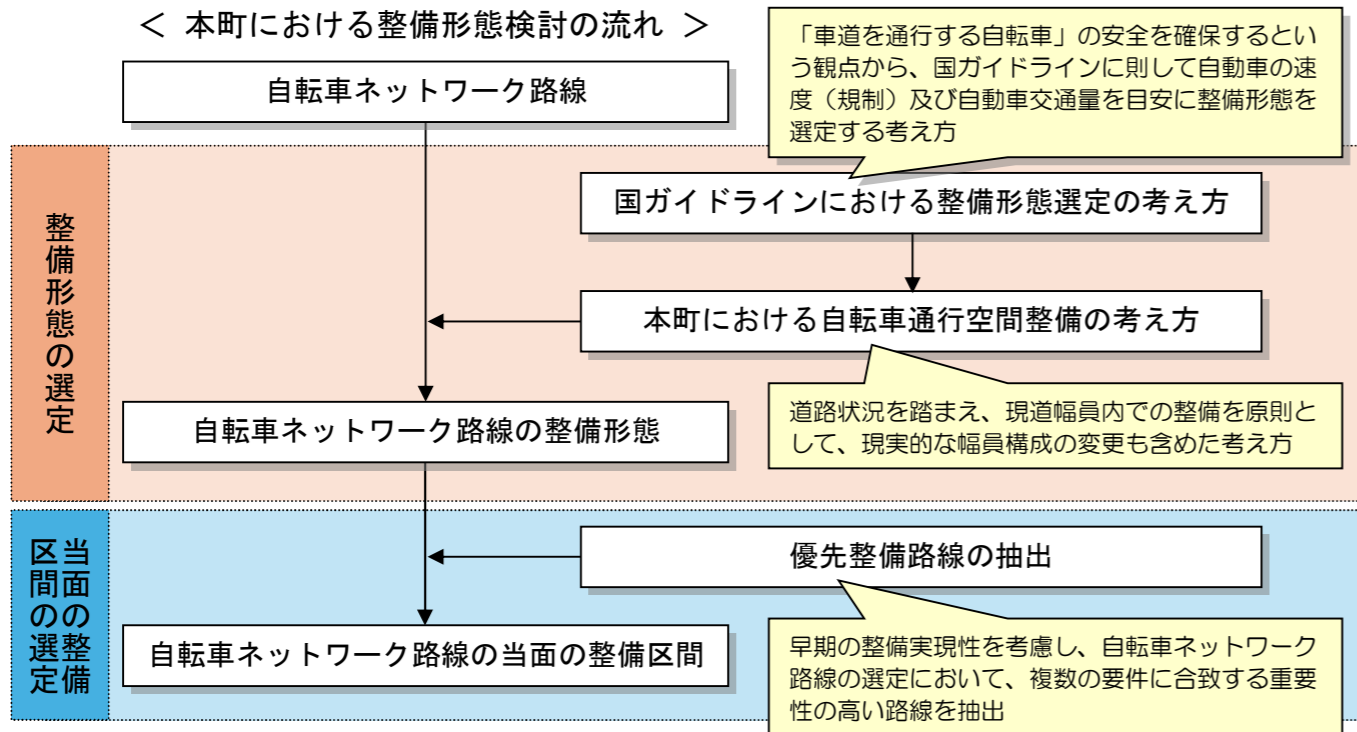 ＜ 本町における整備形態検討の流れ ＞
「車道を通行する自転車」の安全を確保するとい
う観点から、国ガイドラインに則して自動車の速
度（規制）及び自動車交通量を目安に整備形態を
選定する考え方
自転車ネットワーク路線
整備形態の選定
国ガイドラインにおける整備形態選定の考え方
本町における自転車通行空間整備の考え方
道路状況を踏まえ、現道幅員内での整備を原則と
して、現実的な幅員構成の変更も含めた考え方
自転車ネットワーク路線の整備形態
当面の整備
区間の選定
優先整備路線の抽出
自転車ネットワーク路線の当面の整備区間
早期の整備実現性を考慮し、自転車ネットワーク
路線の選定において、複数の要件に合致する重要
性の高い路線を抽出